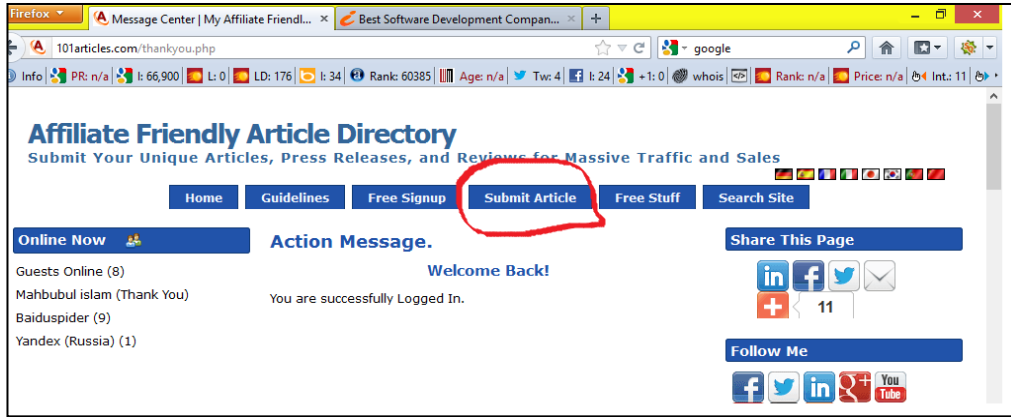 Firefox
Message Center | My Affiliate Friendl... × Best Software Development Compan... × +
101articles.com/thankyou.php google
Info PR: n/a I: 66,900 L: 0 LD: 176 I: 34 Rank: 60385 Age: n/a Tw: 4 I: 24 +1: 0 whois Rank: n/a Price: n/a Int.: 11
Affiliate Friendly Article Directory
Submit Your Unique Articles, Press Releases, and Reviews for Massive Traffic and Sales
Home Guidelines Free Signup Submit Article Free Stuff Search Site
Online Now Action Message. Share This Page
Guests Online (8) Welcome Back!
Mahbubul islam (Thank You) You are successfully Logged In.
Baiduspider (9) 11
Yandex (Russia) (1)
Follow Me
You
Tube